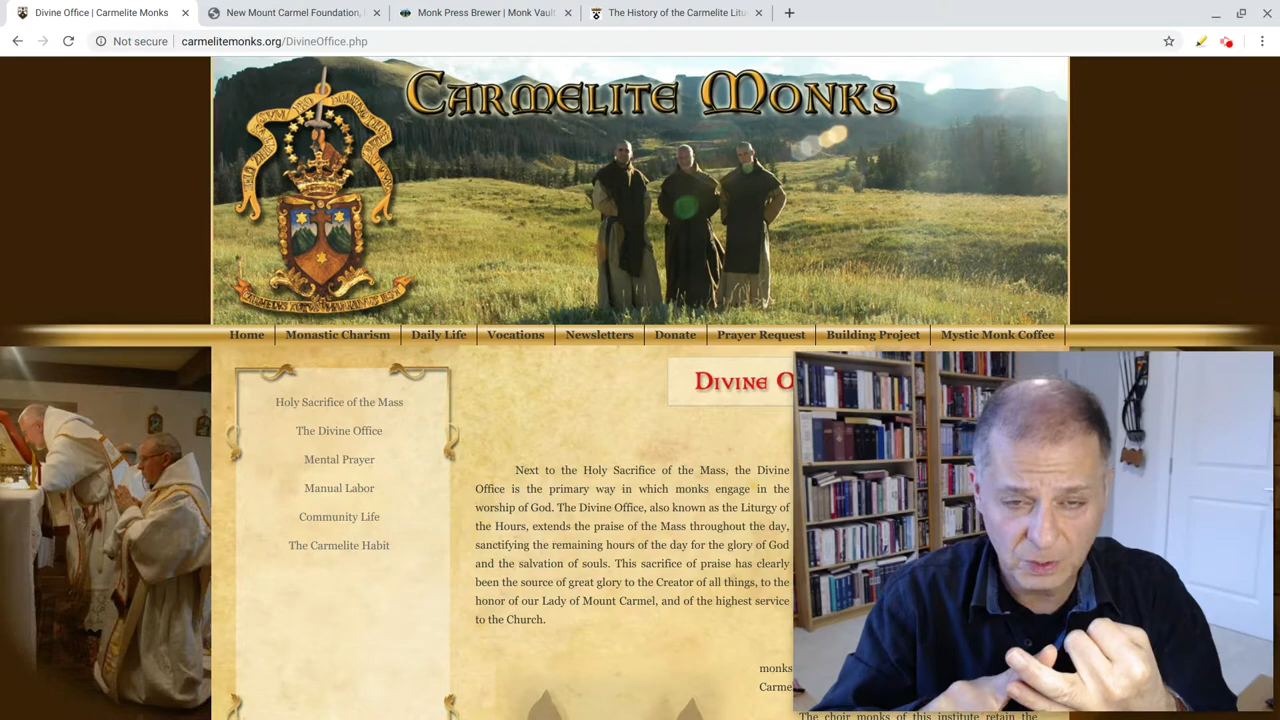 Divine Office | Carmelite Monks
New Mount Carmel Foundation,
Monk Press Brewer | Monk Vaul
The History of the Carmelite Litu
Not secure
carmelitemonks.org/DivineOffice.php
Carmelite Monks
Home
Monastic Charism
Daily Life
Vocations
Newsletters
Donate
Prayer Request
Building Project
Mystic Monk Coffee
Holy Sacrifice of the Mass
The Divine Office
Mental Prayer
Manual Labor
Community Life
The Carmelite Habit
Divine O
Next to the Holy Sacrifice of the Mass, the Divine
Office is the primary way in which monks engage in the
worship of God. The Divine Office, also known as the Liturgy
of the Hours, extends the praise of the Mass throughout the day,
sanctifying the remaining hours of the day for the glory of God
and the salvation of souls. This sacrifice of praise has clearly
been the source of great glory to the Creator of all things, to the
honor of our Lady of Mount Carmel, and of the highest service
to the Church.
monks
Carme
The choir monks of this institute retain the